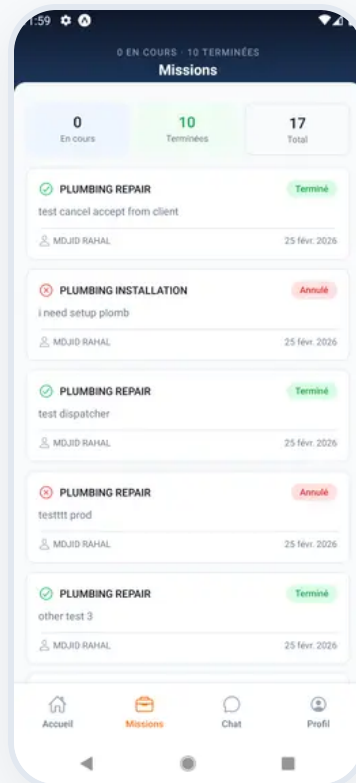 1:59
0 EN COURS · 10 TERMINÉES
Missions
0 10 17
En cours Terminées Total
PLUMBING REPAIR Terminé
test cancel accept from client
MDJID RAHAL 25 févr. 2026
PLUMBING INSTALLATION Annulé
i need setup plomb
MDJID RAHAL 25 févr. 2026
PLUMBING REPAIR Terminé
test dispatcher
MDJID RAHAL 25 févr. 2026
PLUMBING REPAIR Annulé
testttt prod
MDJID RAHAL 25 févr. 2026
PLUMBING REPAIR Terminé
other test 3
MDJID RAHAL 25 févr. 2026
Accueil Missions Chat Profil